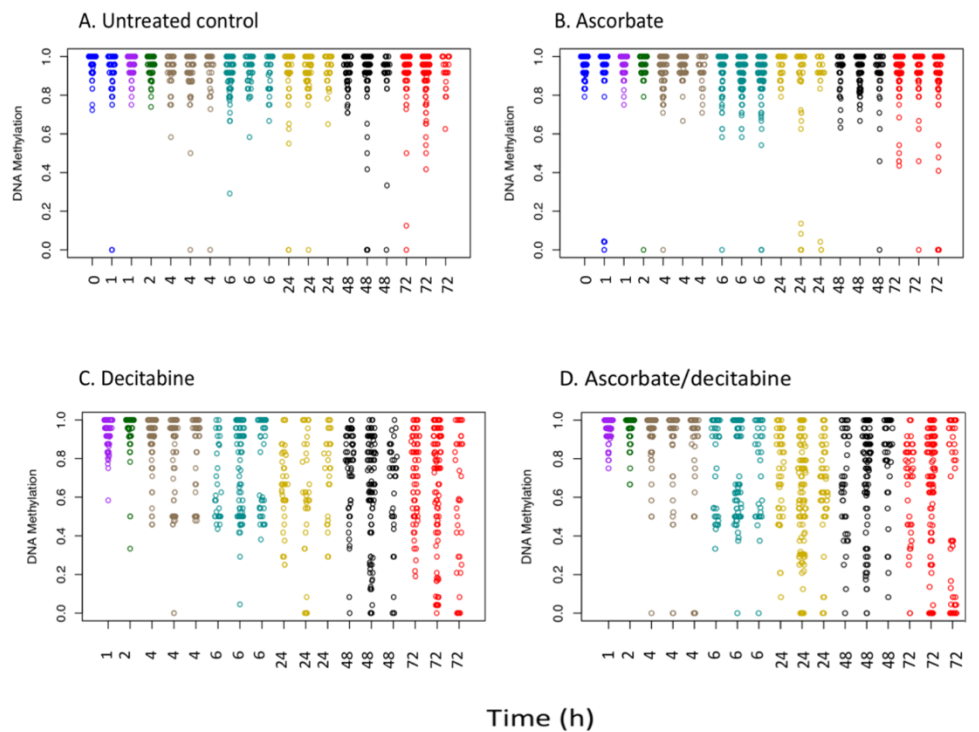 A. Untreated control
B. Ascorbate
DNA Methylation
0.0 0.2 0.4 0.6 0.8 1.0
0 1 1 2 4 4 4 6 6 6 24 24 24 48 48 48 72 72 72
DNA Methylation
0.0 0.2 0.4 0.6 0.8 1.0
0 1 1 2 4 4 4 6 6 6 24 24 24 48 48 48 72 72 72
C. Decitabine
D. Ascorbate/decitabine
DNA Methylation
0.0 0.2 0.4 0.6 0.8 1.0
1 2 4 4 4 6 6 6 24 24 24 48 48 48 72 72 72
DNA Methylation
0.0 0.2 0.4 0.6 0.8 1.0
1 2 4 4 4 6 6 6 24 24 24 48 48 48 72 72 72
Time (h)